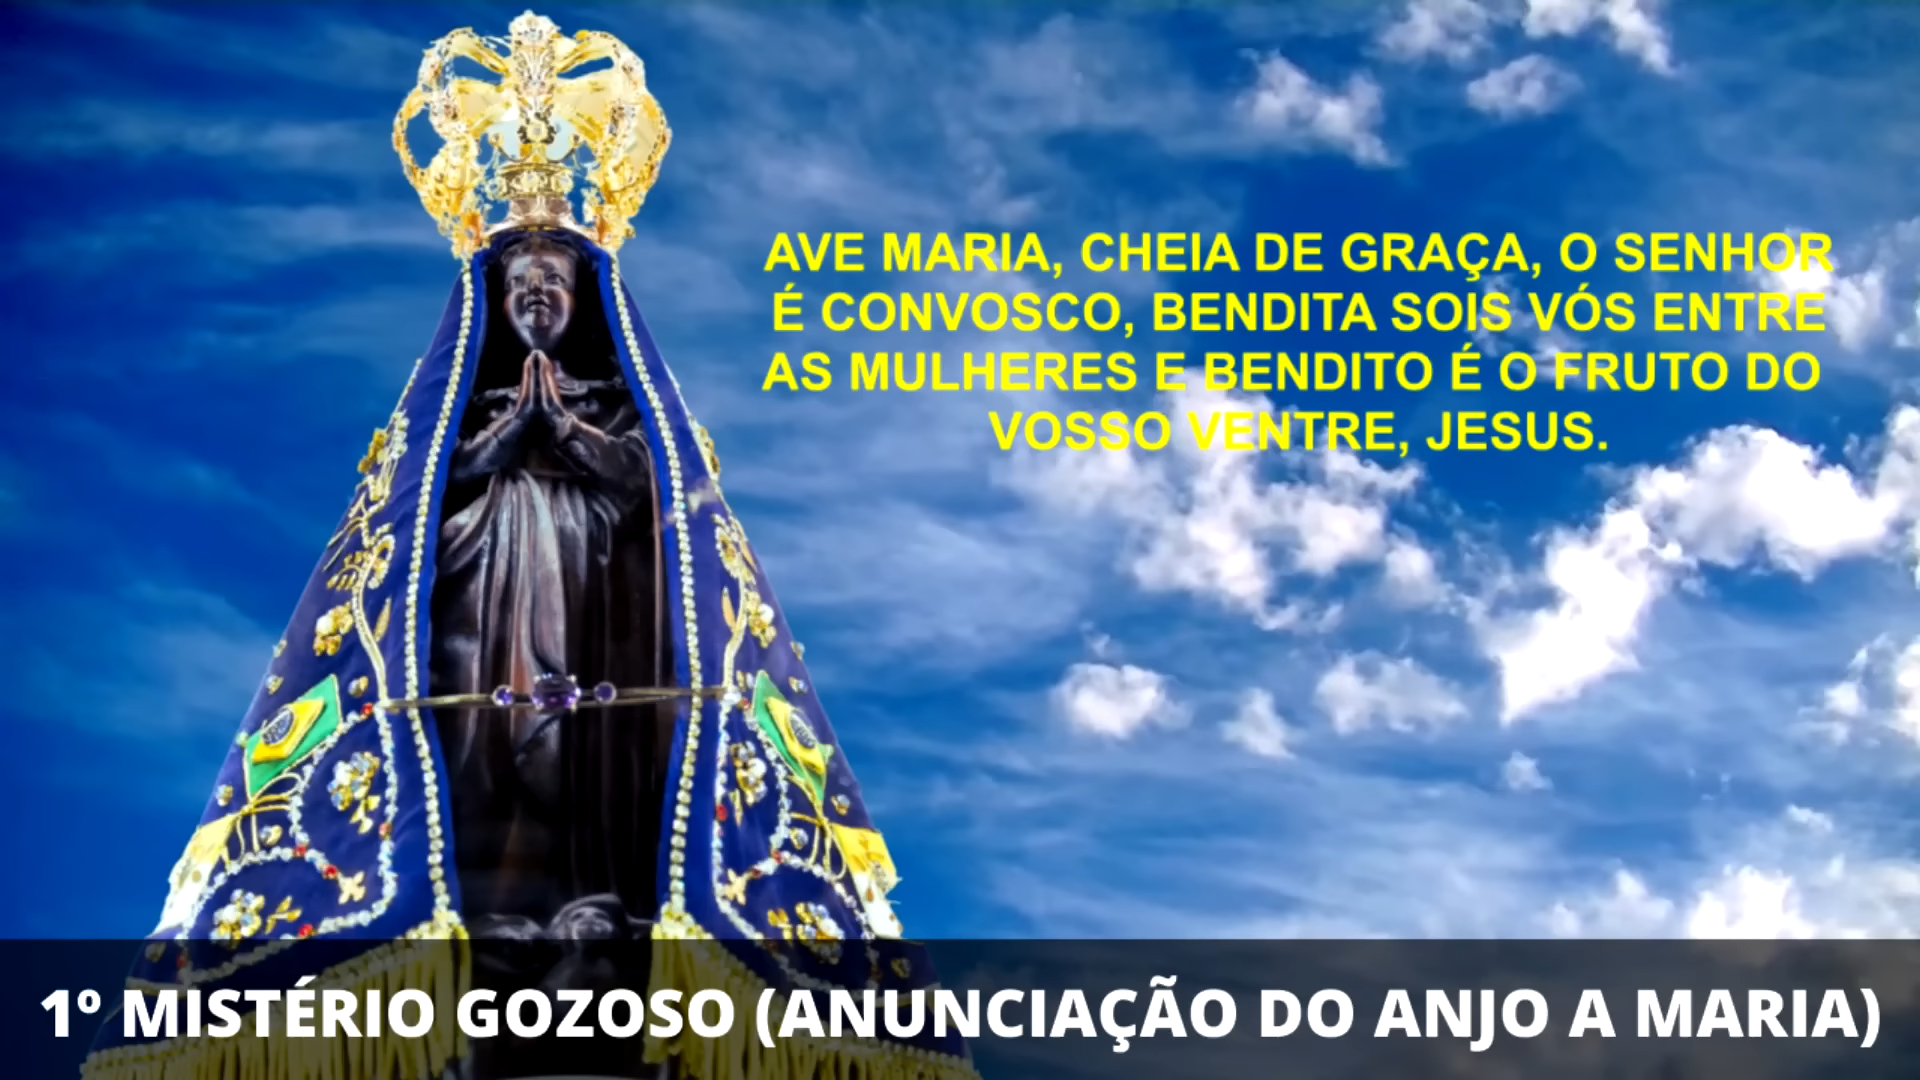 AVE MARIA, CHEIA DE GRAÇA, O SENHOR
É CONVOSCO, BENDITA SOIS VÓS ENTRE
AS MULHERES E BENDITO É O FRUTO DO
VOSSO VENTRE, JESUS.
1º MISTÉRIO GOZOSO (ANUNCIAÇÃO DO ANJO A MARIA)